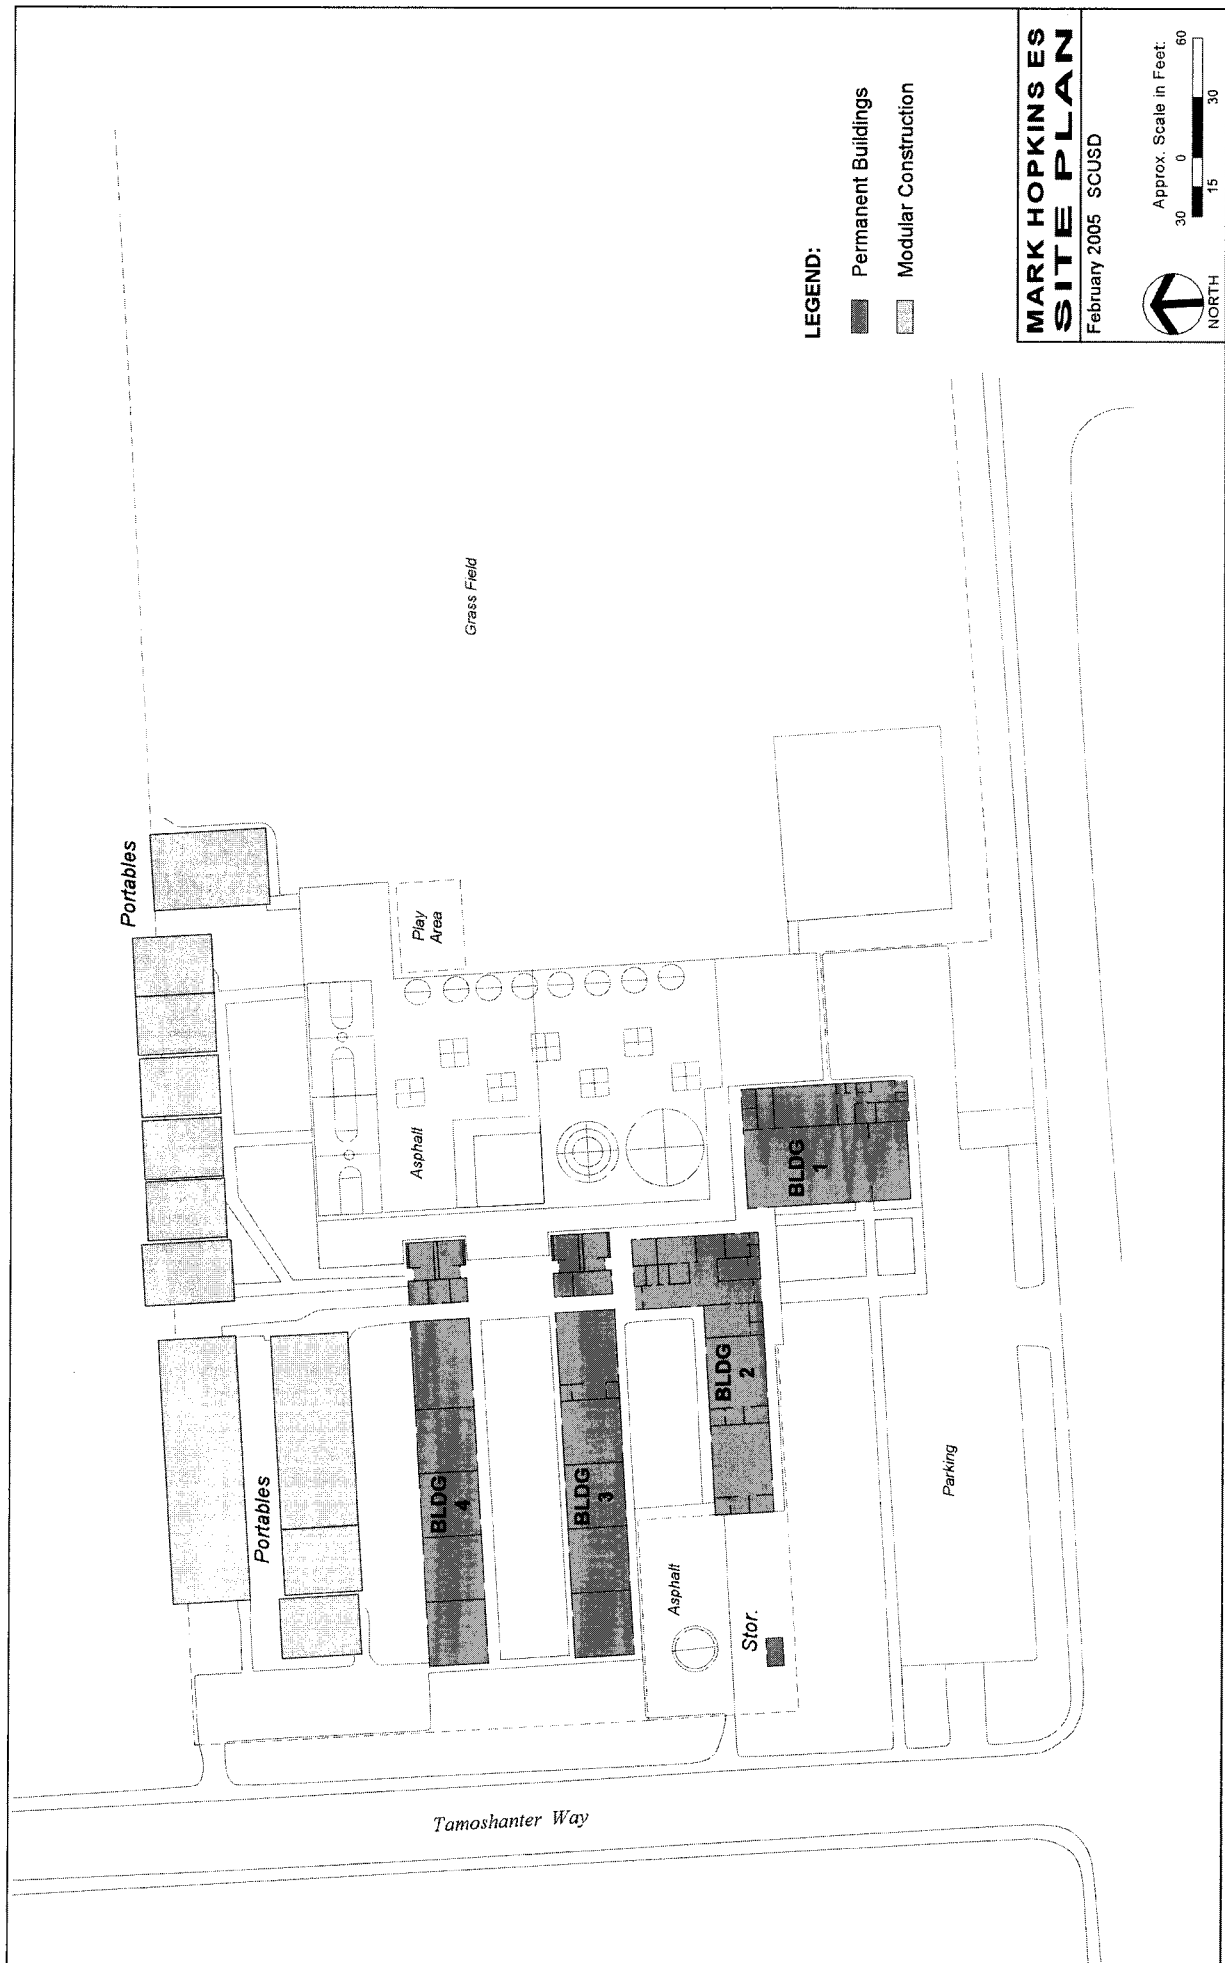 MARK HOPKINS ES
SITE PLAN
February 2005 SCUSD
Approx. Scale in Feet:
30 0 60
15 30
NORTH
LEGEND:
Permanent Buildings
Modular Construction
Portables
Grass Field
Play
Area
Asphalt
BLDG
1
BLDG
2
BLDG
3
BLDG
4
Portables
Asphalt
Stor.
Parking
Tamoshanter Way